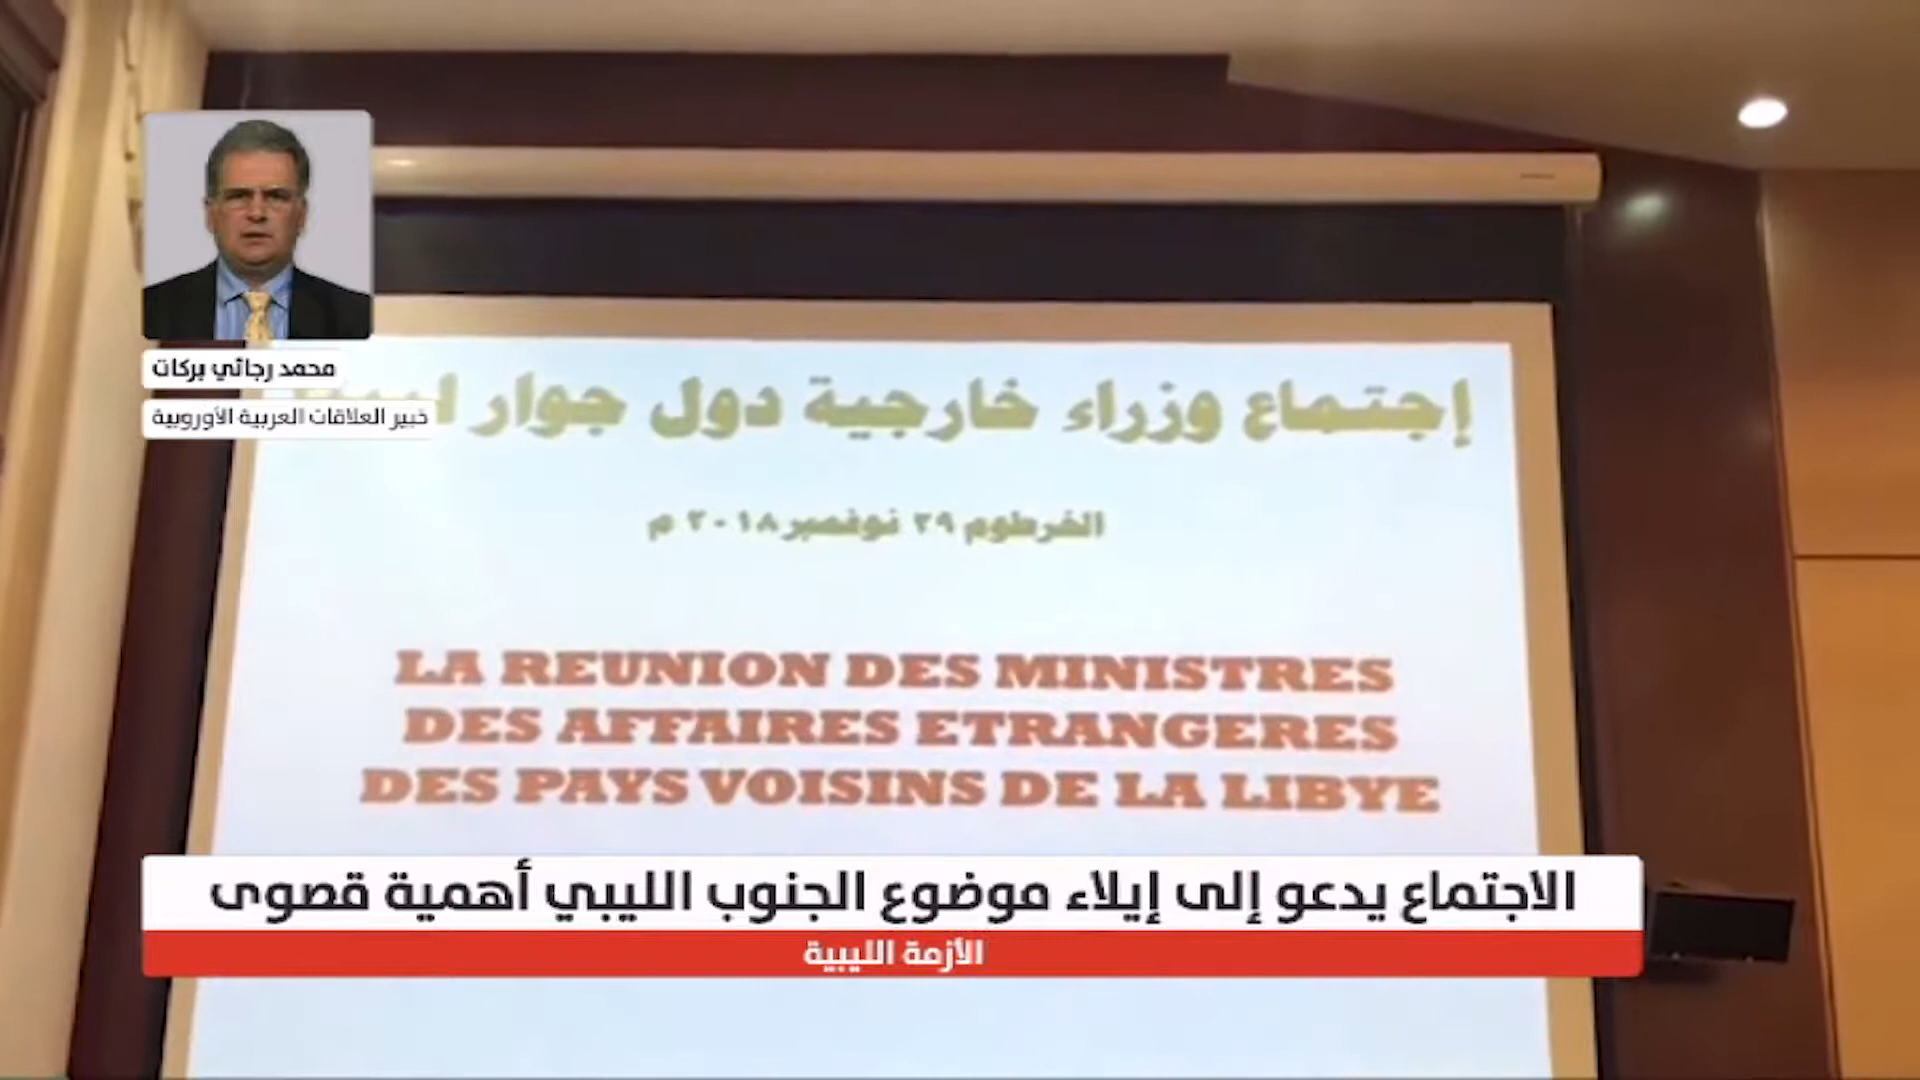 محمد رجائي بركات
خبير العلاقات العربية الأوروبية
إجتماع وزراء خارجية دول جوار
الخرطوم ٢٩ نوفمبر ٢٠١٨ م
LA REUNION DES MINISTRES
DES AFFAIRES ETRANGERES
DES PAYS VOISINS DE LA LIBYE
الاجتماع يدعو إلى إيلاء موضوع الجنوب الليبي أهمية قصوى
الأزمة الليبية